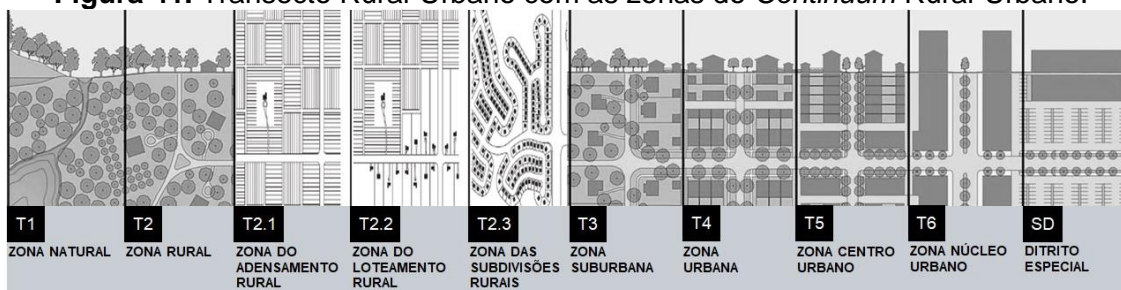 Figura 11: Transecto Rural-Urbano com as zonas do Continuum Rural-Urbano.
T1
ZONA NATURAL
T2
ZONA RURAL
T2.1
ZONA DO
ADENSAMENTO
RURAL
T2.2
ZONA DO
LOTEAMENTO
RURAL
T2.3
ZONA DAS
SUBDIVISÕES
RURAIS
T3
ZONA
SUBURBANA
T4
ZONA
URBANA
T5
ZONA CENTRO
URBANO
T6
ZONA NÚCLEO
URBANO
SD
DITRITO
ESPECIAL